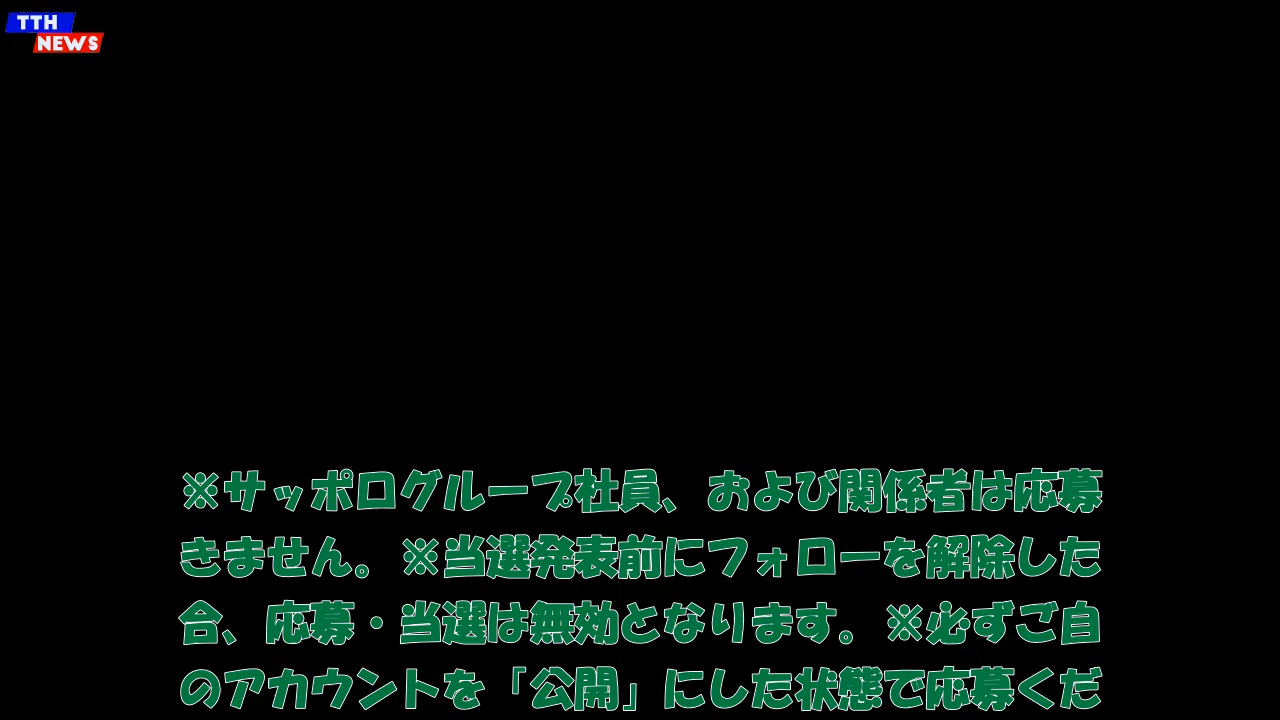 TTH
NEWS
※サッポログループ社員、および関係者は応募
きません。※当選発表前にフォローを解除した
合、応募・当選は無効となります。※必ずご自
のアカウントを「公開」にした状態で応募くだ